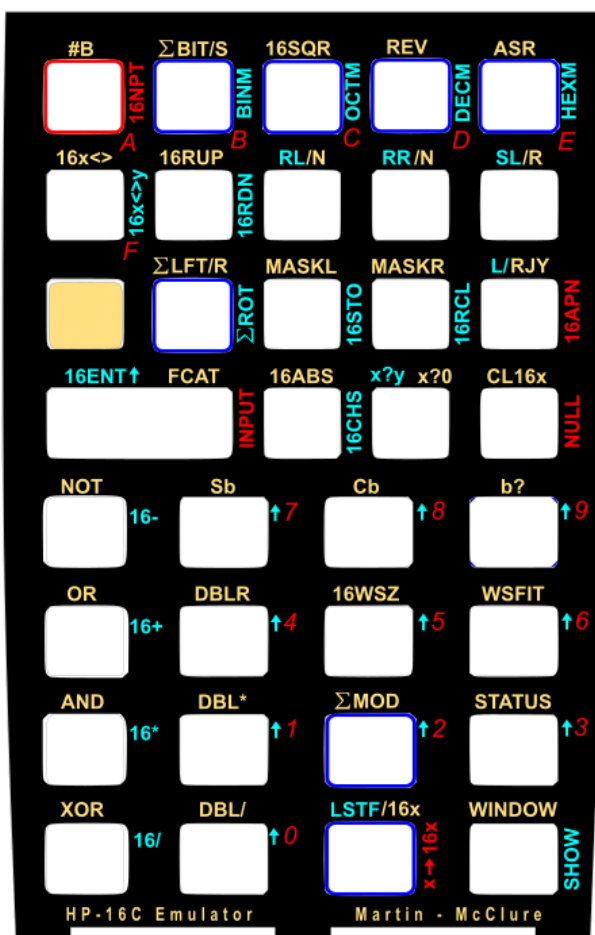 #B ΣBIT/S 16SQR REV ASR
16NPT BINM OCTM DECM HEXM
A B C D E
16x<> 16RUP RL/N RR/N SL/R
16x<>y 16RDN
F
ΣLFT/R MASKL MASKR L/RJY
ΣROT 16STO 16RCL 16APN
16ENT↑ FCAT 16ABS x?y x?0 CL16x
INPUT 16CHS NULL
NOT Sb Cb b?
16- ↑7 ↑8 ↑9
OR DBLR 16WSZ WSFIT
16+ ↑4 ↑5 ↑6
AND DBL* ΣMOD STATUS
16* ↑1 ↑2 ↑3
XOR DBL/ LSTF/16x WINDOW
16/ ↑0 x→16x SHOW
HP-16C Emulator Martin - McClure